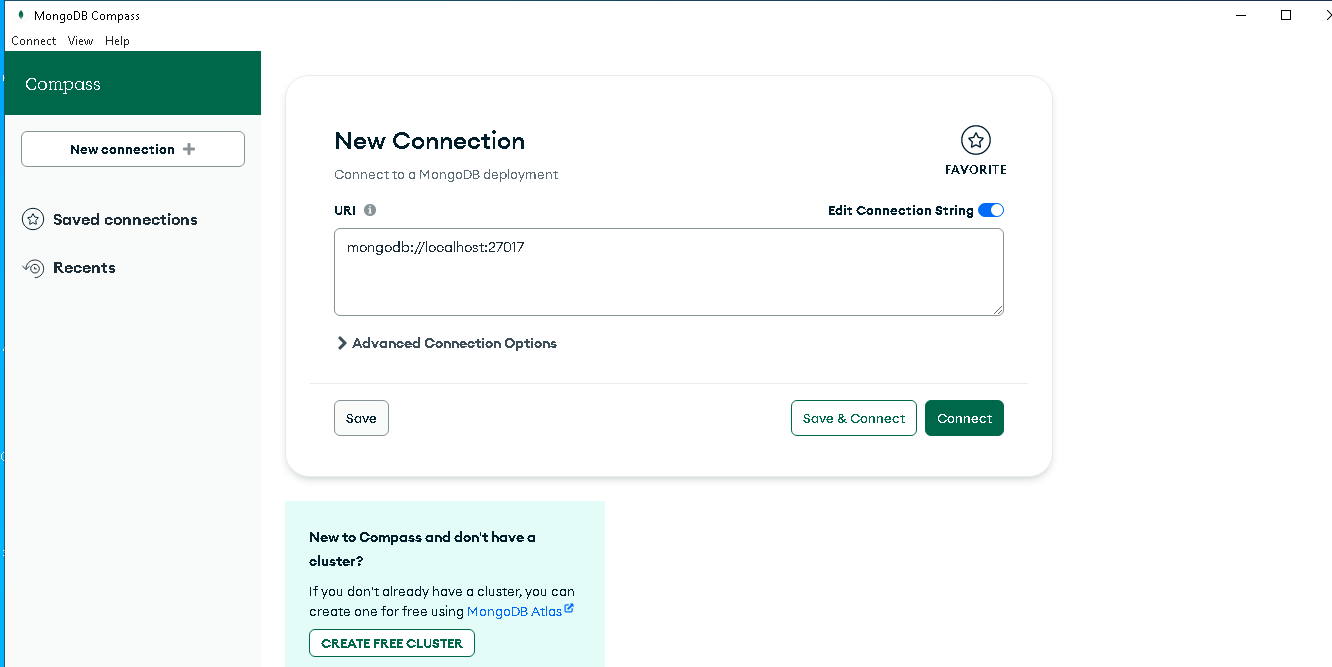 MongoDB Compass
Connect View Help
Compass
New connection
Saved connections
Recents
New Connection
FAVORITE
Connect to a MongoDB deployment
URI
Edit Connection String
mongodb://localhost:27017
Advanced Connection Options
Save
Save & Connect
Connect
New to Compass and don't have a
cluster?
If you don't already have a cluster, you can
create one for free using MongoDB Atlas
CREATE FREE CLUSTER